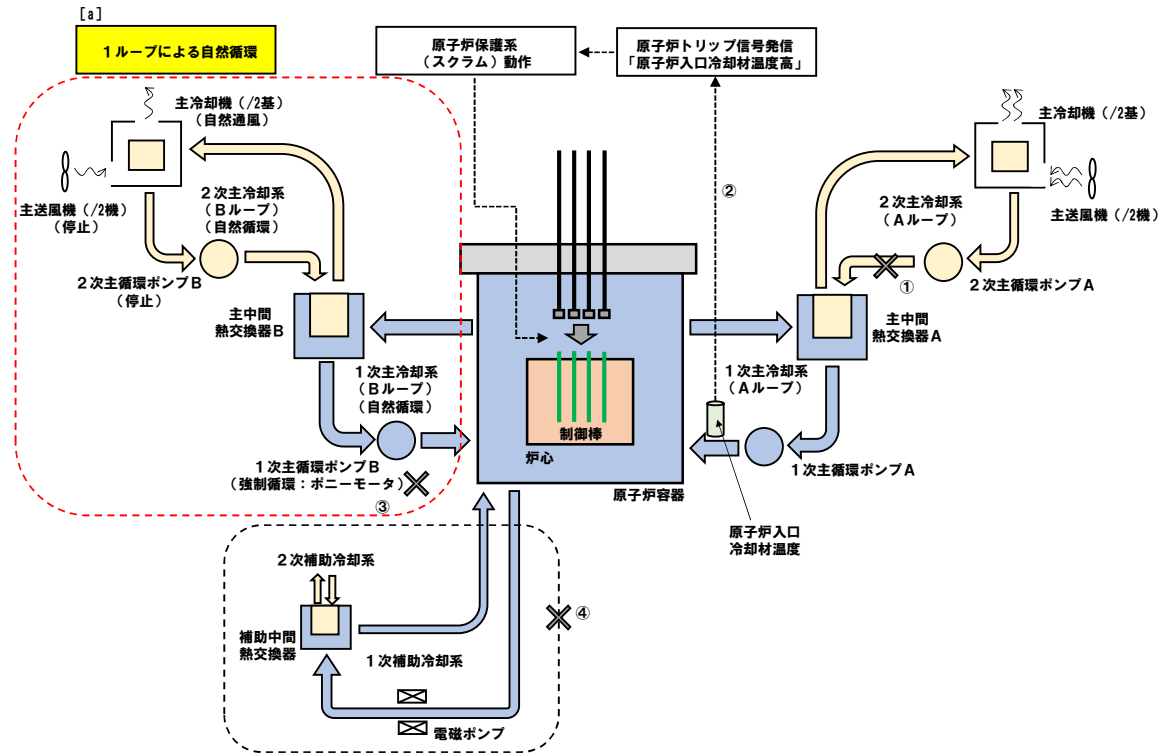 [a]
1ループによる自然循環
原子炉保護系
(スクラム)動作
原子炉トリップ信号発信
「原子炉入口冷却材温度高」
主冷却機(/2基)
(自然通風)
主送風機(/2機)
(停止)
2次主冷却系
(Bループ)
(自然循環)
2次主循環ポンプB
(停止)
主中間
熱交換器B
1次主冷却系
(Bループ)
(自然循環)
1次主循環ポンプB
(強制循環:ポニーモータ)
③
②
主冷却機(/2基)
主送風機(/2機)
2次主冷却系
(Aループ)
①
2次主循環ポンプA
主中間
熱交換器A
1次主冷却系
(Aループ)
1次主循環ポンプA
制御棒
炉心
原子炉容器
原子炉入口
冷却材温度
2次補助冷却系
④
補助中間
熱交換器
1次補助冷却系
電磁ポンプ